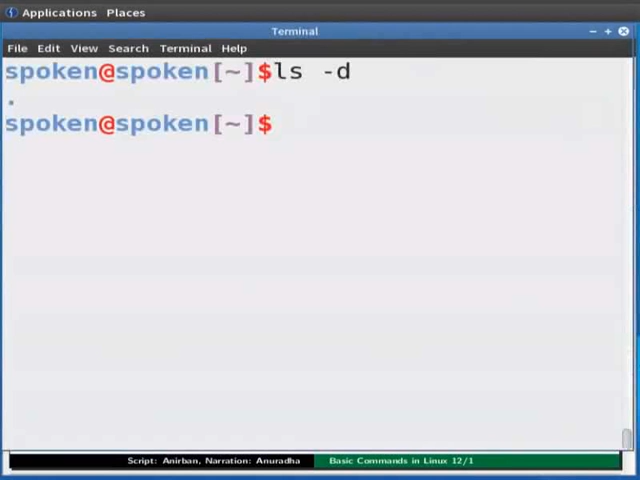 Applications Places
Terminal
File Edit View Search Terminal Help
spoken@spoken[~]$ls -d
.
spoken@spoken[~]$
Script: Anirban, Narration: Anuradha Basic Commands in Linux 12/1